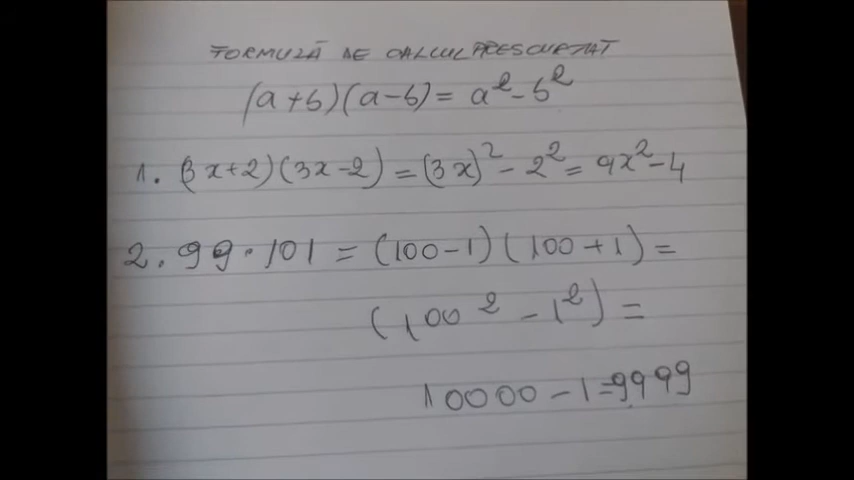 FORMULĂ DE CALCUL PRESCURTAT
(a+b)(a-b) = a² - b²
1. (3x+2)(3x-2) = (3x)² - 2² = 9x² - 4
2. 99 · 101 = (100-1)(100+1) =
(100² - 1²) =
10000 - 1 = 9999